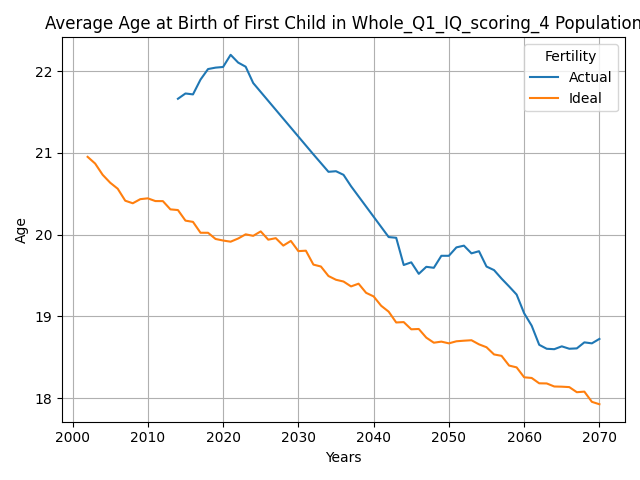 Average Age at Birth of First Child in Whole_Q1_IQ_scoring_4 Population
Fertility
Actual
Ideal
22
21
20
19
18
Age
2000 2010 2020 2030 2040 2050 2060 2070
Years